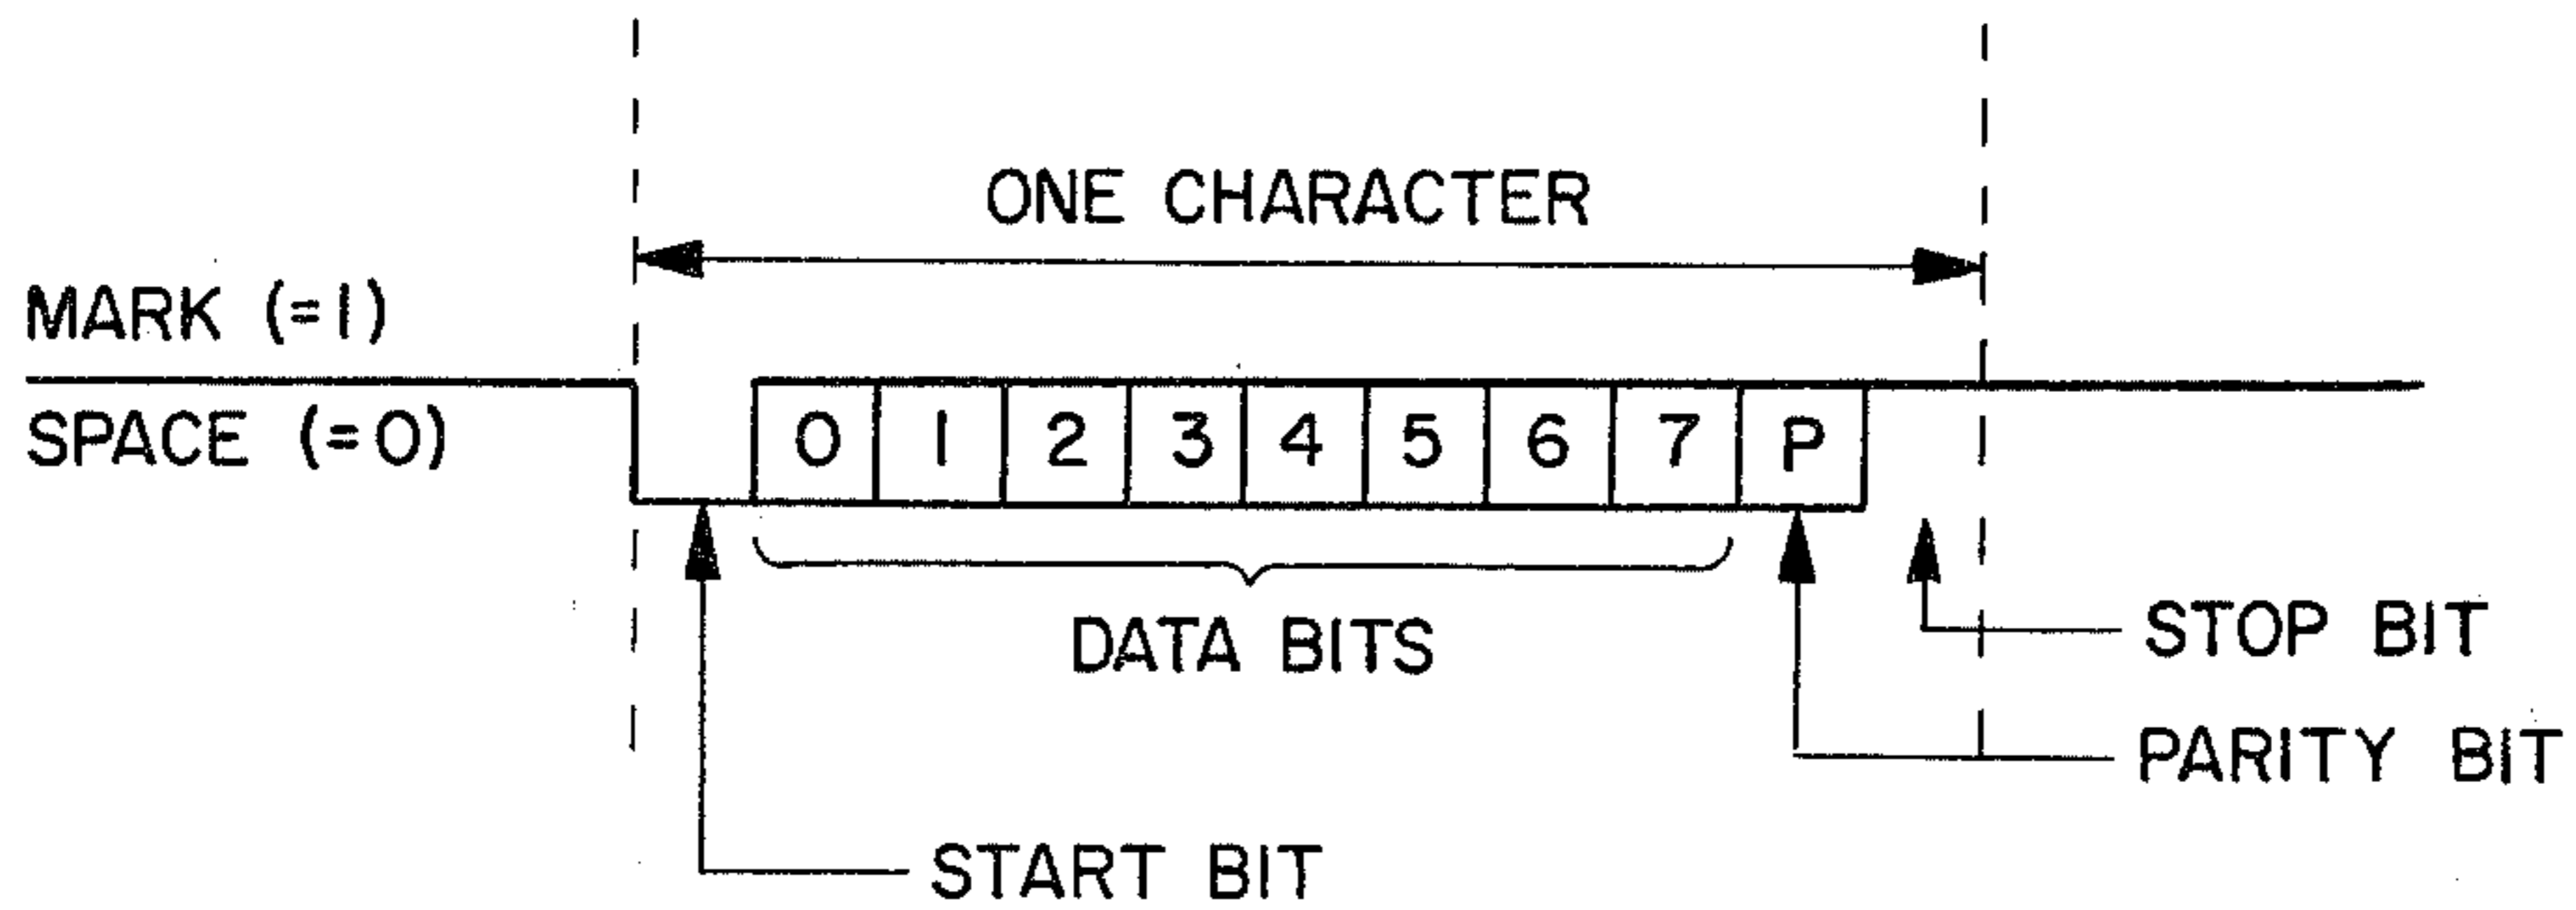 ONE CHARACTER
MARK (=1)
SPACE (=0)
0 1 2 3 4 5 6 7 P
DATA BITS
STOP BIT
PARITY BIT
START BIT